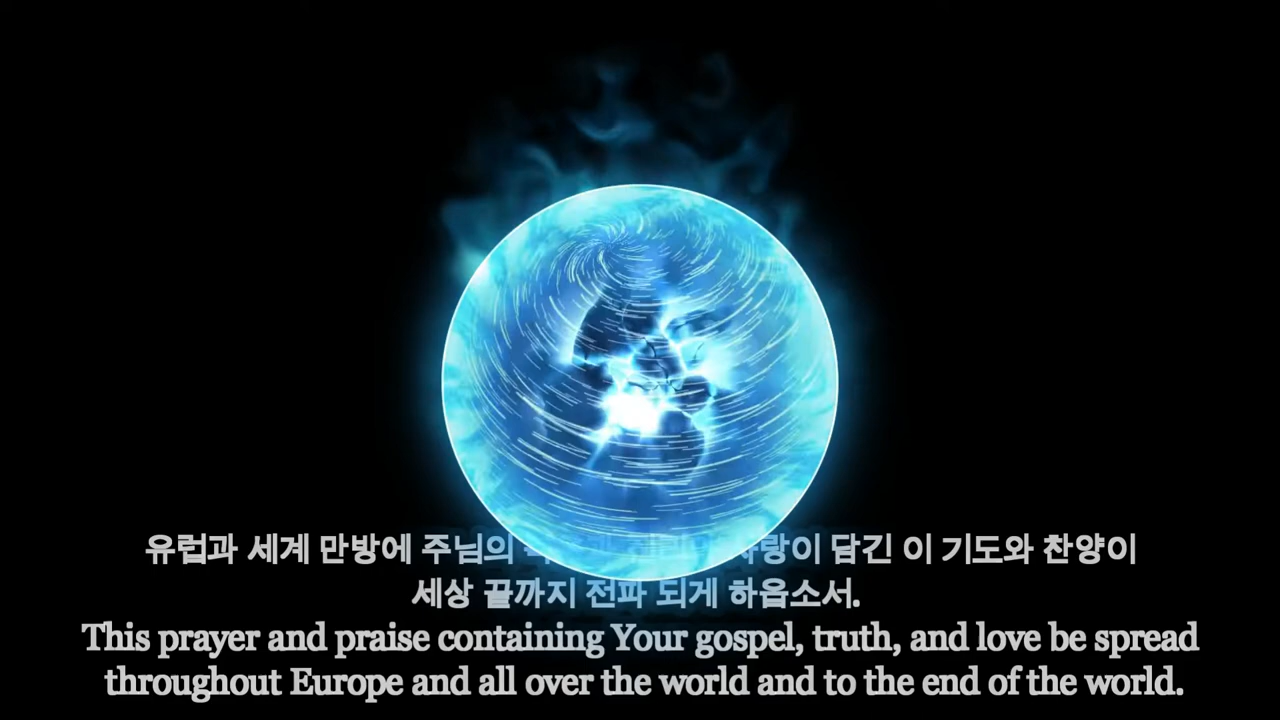 유럽과 세계 만방에 주님의 이 담긴 이 기도와 찬양이
세상 끝까지 전파 되게 하옵소서.
This prayer and praise containing Your gospel, truth, and love be spread
throughout Europe and all over the world and to the end of the world.